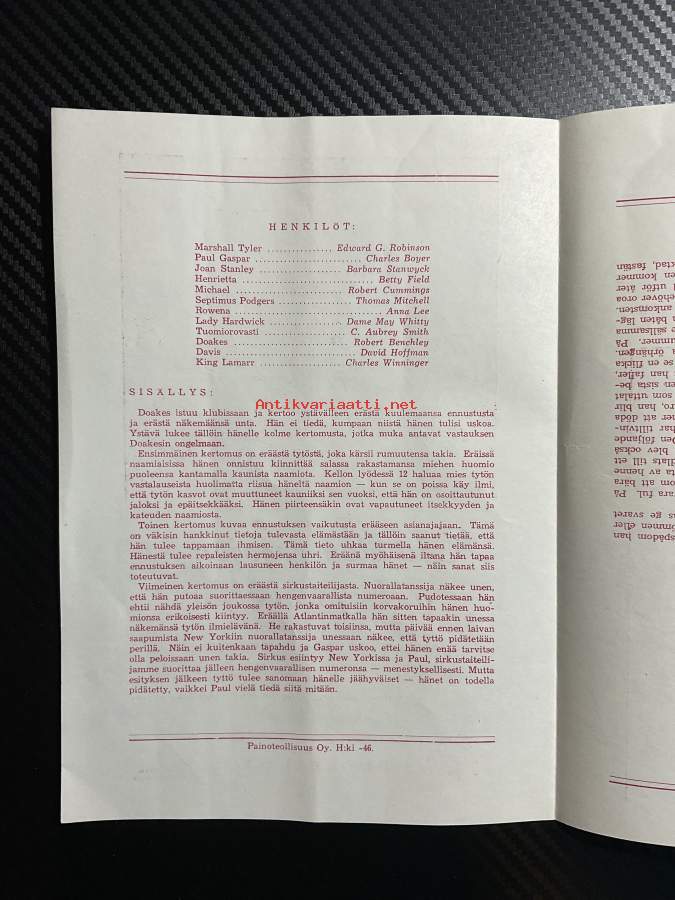 HENKILÖT:
Marshall Tyler ................ Edward G. Robinson
Paul Gaspar .......................... Charles Boyer
Joan Stanley .................... Barbara Stanwyck
Henrietta ................................ Betty Field
Michael ...................... Robert Cummings
Septimus Podgers .................. Thomas Mitchell
Rowena .................................... Anna Lee
Lady Hardwick .................. Dame May Whitty
Tuomiorovasti .................... C. Aubrey Smith
Doakes .......................... Robert Benchley
Davis ................................ David Hoffman
King Lamarr ...................... Charles Winninger
SISÄLLYS:
Antikvariaatti.net
Doakes istuu klubissaan ja kertoo ystävälleen erästä kuulemaansa ennustusta
ja erästä näkemäänsä unta. Hän ei tiedä, kumpaan niistä hänen tulisi uskoa.
Ystävä lukee tällöin hänelle kolme kertomusta, jotka muka antavat vastauksen
Doakesin ongelmaan.
Ensimmäinen kertomus on eräästä tytöstä, joka kärsii rumuutensa takia. Eräissä
naamiaisissa hänen onnistuu kiinnittää salassa rakastamansa miehen huomio
puoleensa kantamalla kaunista naamiota. Kellon lyödessä 12 haluaa mies tytön
vastalauseista huolimatta riisua häneltä naamion — kun se on poissa käy ilmi,
että tytön kasvot ovat muuttuneet kauniiksi sen vuoksi, että hän on osoittautunut
jaloksi ja epäitsekkääksi. Hänen piirteensäkin ovat vapautuneet itsekkyyden ja
kateuden naamiosta.
Toinen kertomus kuvaa ennustuksen vaikutusta erääseen asianajajaan. Tämä
on väkisin hankkinut tietoja tulevasta elämästään ja tällöin saanut tietää, että
hän tulee tappamaan ihmisen. Tämä tieto uhkaa turmella hänen elämänsä.
Hänestä tulee repaleisten hermojensa uhri. Eräänä myöhäisenä iltana hän tapaa
ennustuksen aikoinaan lausuneen henkilön ja surmaa hänet — näin sanat siis
toteutuvat.
Viimeinen kertomus on eräästä sirkustaiteilijasta. Nuorallatanssija näkee unen,
että hän putoaa suorittaessaan hengenvaarallista numeroaan. Pudotessaan hän
ehtii nähdä yleisön joukossa tytön, jonka omituisiin korvakoruihin hänen huo-
mionsa erikoisesti kiintyy. Eräällä Atlantinmatkalla hän sitten tapaakin unessa
näkemänsä tytön ilmielävänä. He rakastuvat toisiinsa, mutta päivää ennen laivan
saapumista New Yorkiin nuorallatanssija unessaan näkee, että tyttö pidätetään
perillä. Näin ei kuitenkaan tapahdu ja Gaspar uskoo, ettei hänen enää tarvitse
olla peloissaan unen takia. Sirkus esiintyy New Yorkissa ja Paul, sirkustaiteili-
jamme suorittaa jälleen hengenvaarallisen numeronsa — menestyksellisesti. Mutta
esityksen jälkeen tyttö tulee sanomaan hänelle jäähyväiset — hänet on todella
pidätetty, vaikkei Paul vielä tiedä siitä mitään.
Painoteollisuus Oy. H:ki -46.